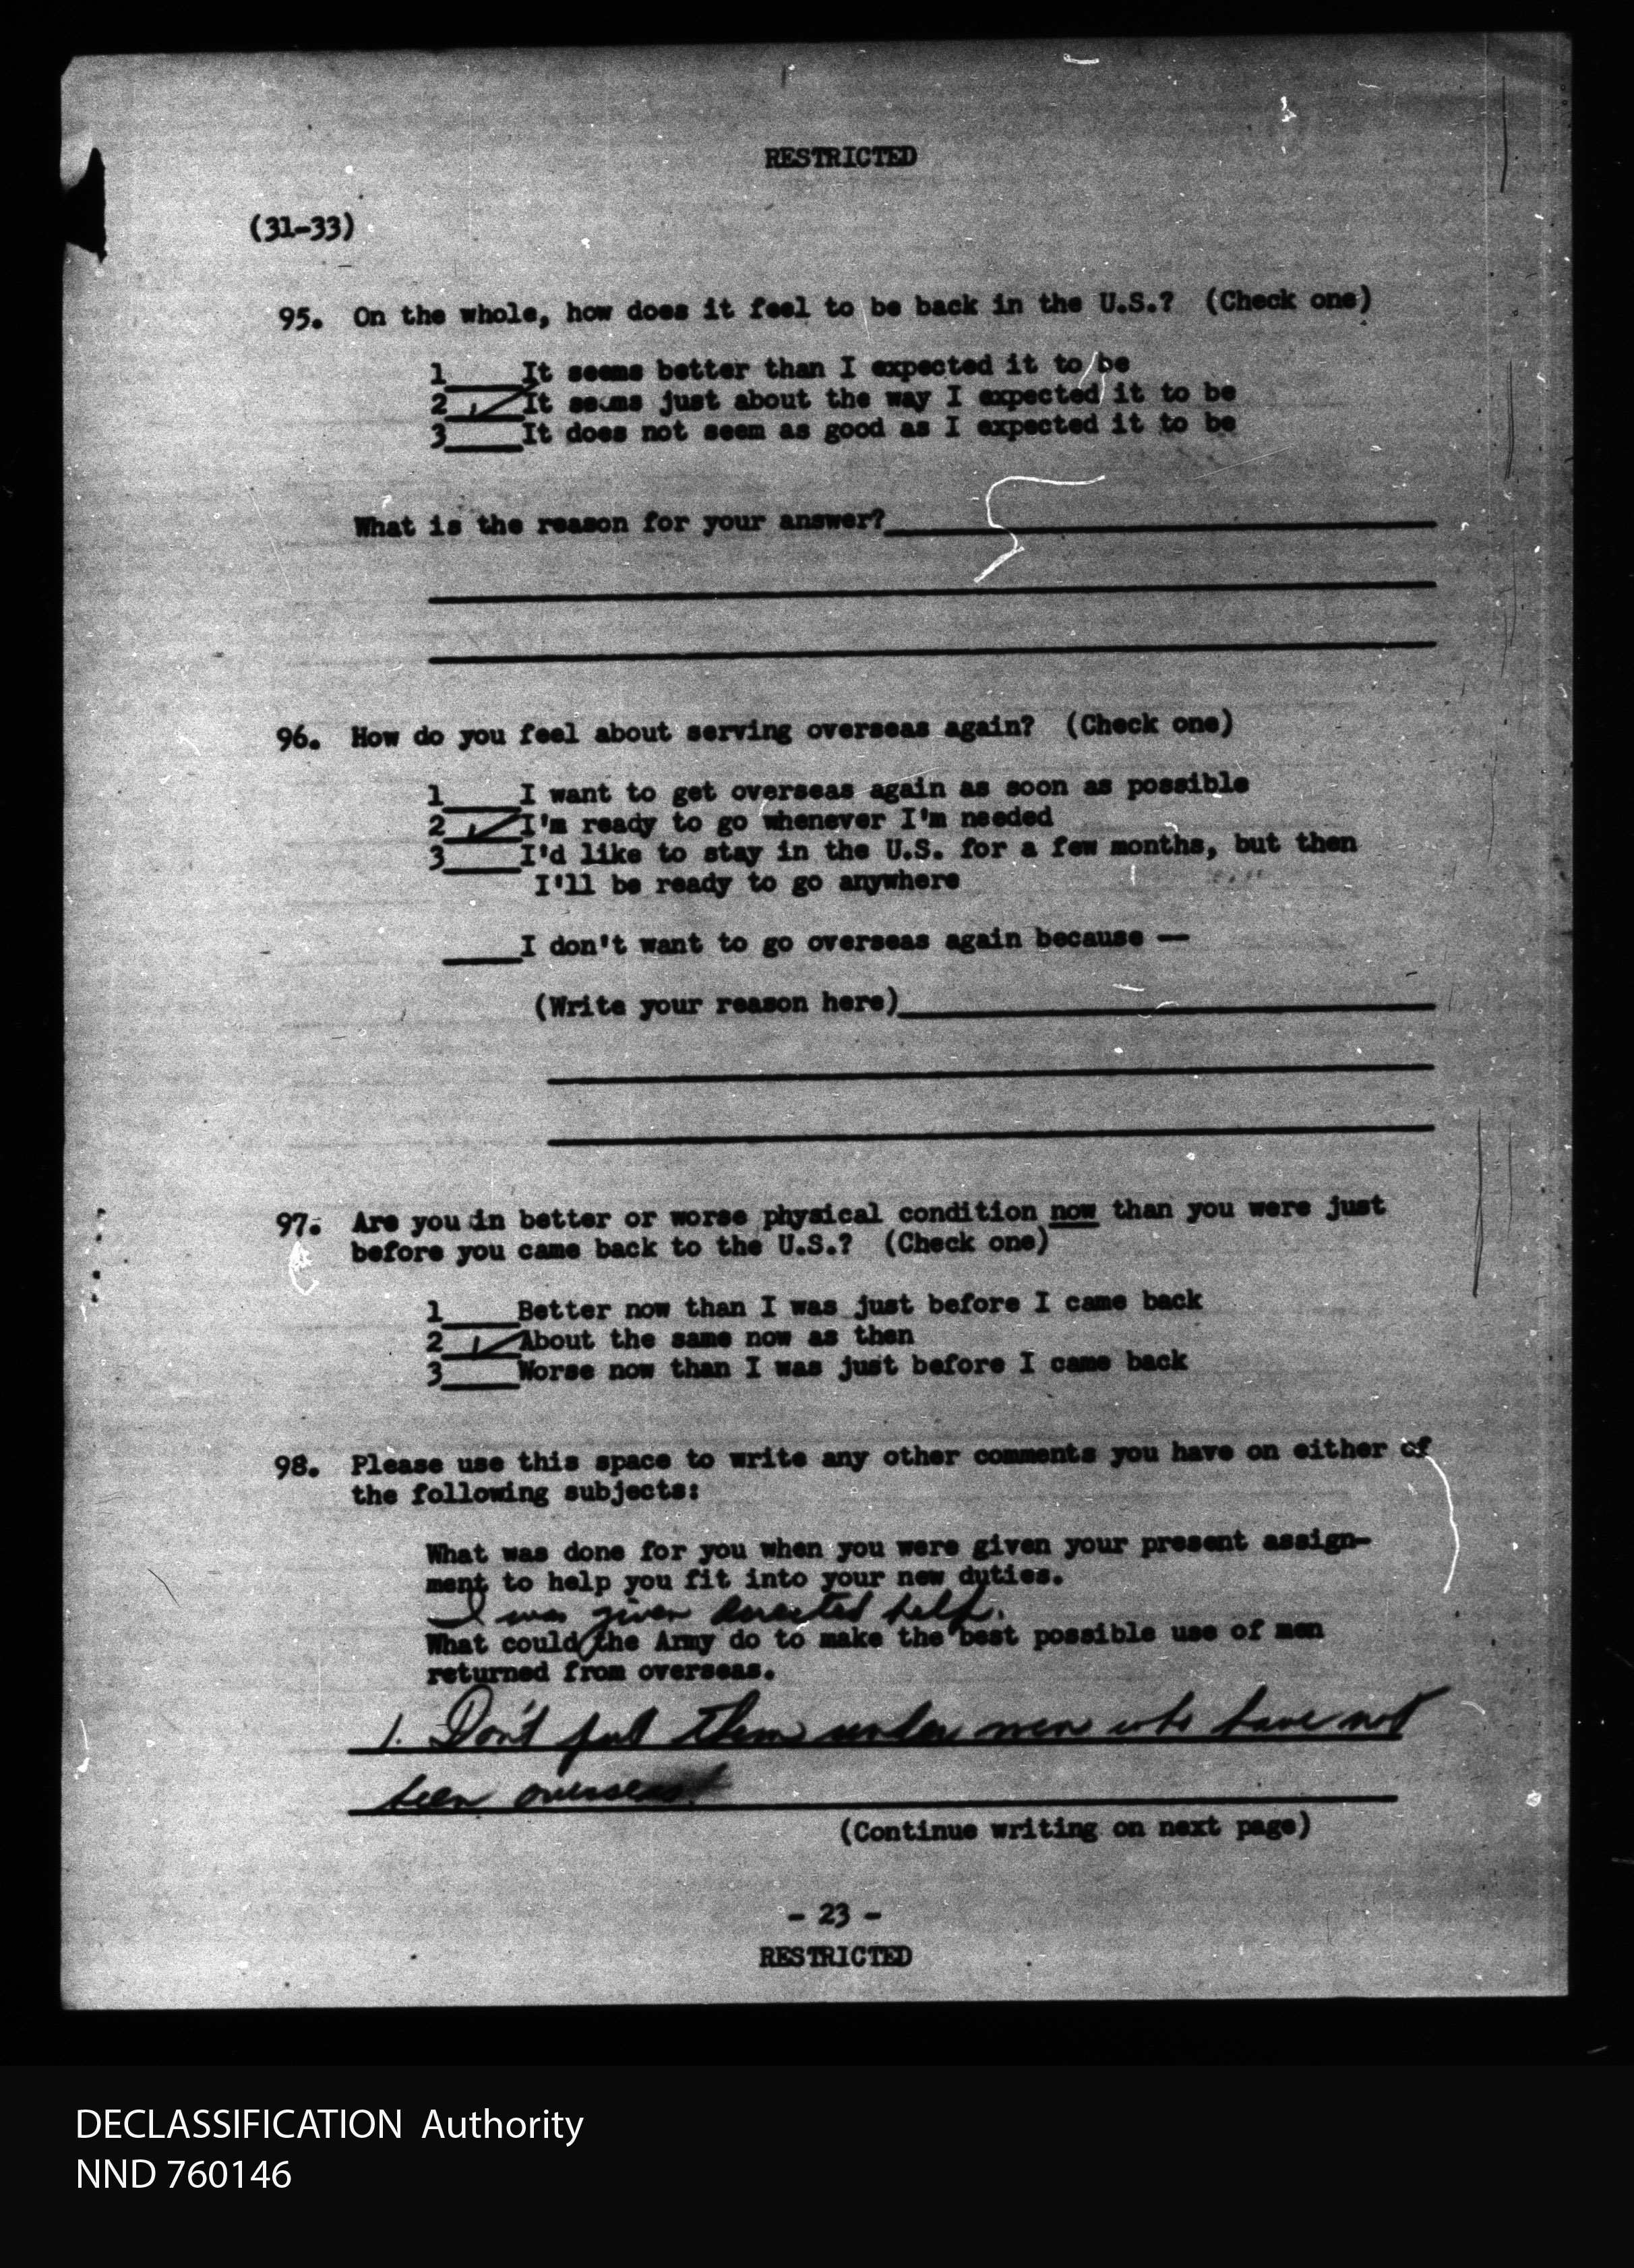 RESTRICTED
(31-33)
95. On the whole, how does it feel to be back in the U.S.? (Check one)
1____It seems better than I expected it to be
2_✓_It seems just about the way I expected it to be
3____It does not seem as good as I expected it to be
What is the reason for your answer?____
96. How do you feel about serving overseas again? (Check one)
1____I want to get overseas again as soon as possible
2_✓_I'm ready to go whenever I'm needed
3____I'd like to stay in the U.S. for a few months, but then
I'll be ready to go anywhere
____I don't want to go overseas again because —
(Write your reason here)____
97. Are you in better or worse physical condition now than you were just
before you came back to the U.S.? (Check one)
1____Better now than I was just before I came back
2_✓_About the same now as then
3____Worse now than I was just before I came back
98. Please use this space to write any other comments you have on either of
the following subjects:
What was done for you when you were given your present assign-
ment to help you fit into your new duties.
I was given directed help.
What could the Army do to make the best possible use of men
returned from overseas.
1. Don't put them under men who have not
been overseas
(Continue writing on next page)
- 23 -
RESTRICTED
DECLASSIFICATION Authority
NND 760146